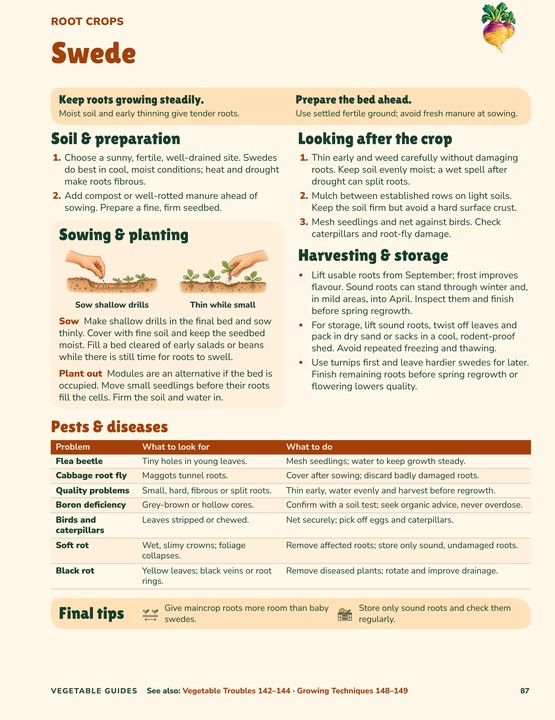 ROOT CROPS
Swede
Keep roots growing steadily.
Moist soil and early thinning give tender roots.
Prepare the bed ahead.
Use settled fertile ground; avoid fresh manure at sowing.
Soil & preparation
1. Choose a sunny, fertile, well-drained site. Swedes
do best in cool, moist conditions; heat and drought
make roots fibrous.
2. Add compost or well-rotted manure ahead of
sowing. Prepare a fine, firm seedbed.
Sowing & planting
Sow shallow drills
Thin while small
Sow Make shallow drills in the final bed and sow
thinly. Cover with fine soil and keep the seedbed
moist. Fill a bed cleared of early salads or beans
while there is still time for roots to swell.
Plant out Modules are an alternative if the bed is
occupied. Move small seedlings before their roots
fill the cells. Firm the soil and water in.
Looking after the crop
1. Thin early and weed carefully without damaging
roots. Keep soil evenly moist; a wet spell after
drought can split roots.
2. Mulch between established rows on light soils.
Keep the soil firm but avoid a hard surface crust.
3. Mesh seedlings and net against birds. Check
caterpillars and root-fly damage.
Harvesting & storage
• Lift usable roots from September; frost improves
flavour. Sound roots can stand through winter and,
in mild areas, into April. Inspect them and finish
before spring regrowth.
• For storage, lift sound roots, twist off leaves and
pack in dry sand or sacks in a cool, rodent-proof
shed. Avoid repeated freezing and thawing.
• Use turnips first and leave hardier swedes for later.
Finish remaining roots before spring regrowth or
flowering lowers quality.
Pests & diseases
Problem What to look for What to do
Flea beetle Tiny holes in young leaves. Mesh seedlings; water to keep growth steady.
Cabbage root fly Maggots tunnel roots. Cover after sowing; discard badly damaged roots.
Quality problems Small, hard, fibrous or split roots. Thin early, water evenly and harvest before regrowth.
Boron deficiency Grey-brown or hollow cores. Confirm with a soil test; seek organic advice, never overdose.
Birds and Leaves stripped or chewed. Net securely; pick off eggs and caterpillars.
caterpillars
Soft rot Wet, slimy crowns; foliage Remove affected roots; store only sound, undamaged roots.
collapses.
Black rot Yellow leaves; black veins or root Remove diseased plants; rotate and improve drainage.
rings.
Final tips
Give maincrop roots more room than baby
swedes.
Store only sound roots and check them
regularly.
VEGETABLE GUIDES See also: Vegetable Troubles 142–144 · Growing Techniques 148–149 87